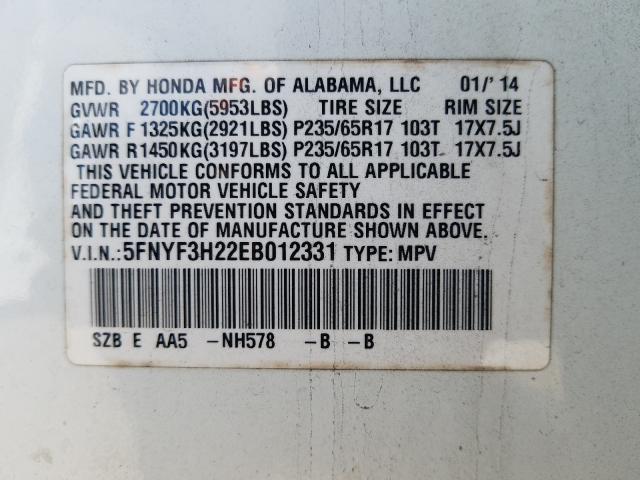 MFD. BY HONDA MFG. OF ALABAMA, LLC 01/' 14
GVWR 2700KG(5953LBS) TIRE SIZE RIM SIZE
GAWR F 1325KG(2921LBS) P235/65R17 103T 17X7.5J
GAWR R 1450KG(3197LBS) P235/65R17 103T 17X7.5J
THIS VEHICLE CONFORMS TO ALL APPLICABLE
FEDERAL MOTOR VEHICLE SAFETY
AND THEFT PREVENTION STANDARDS IN EFFECT
ON THE DATE OF MANUFACTURE SHOWN ABOVE.
V.I.N.:5FNYF3H22EB012331 TYPE: MPV
SZB E AA5 -NH578 -B -B